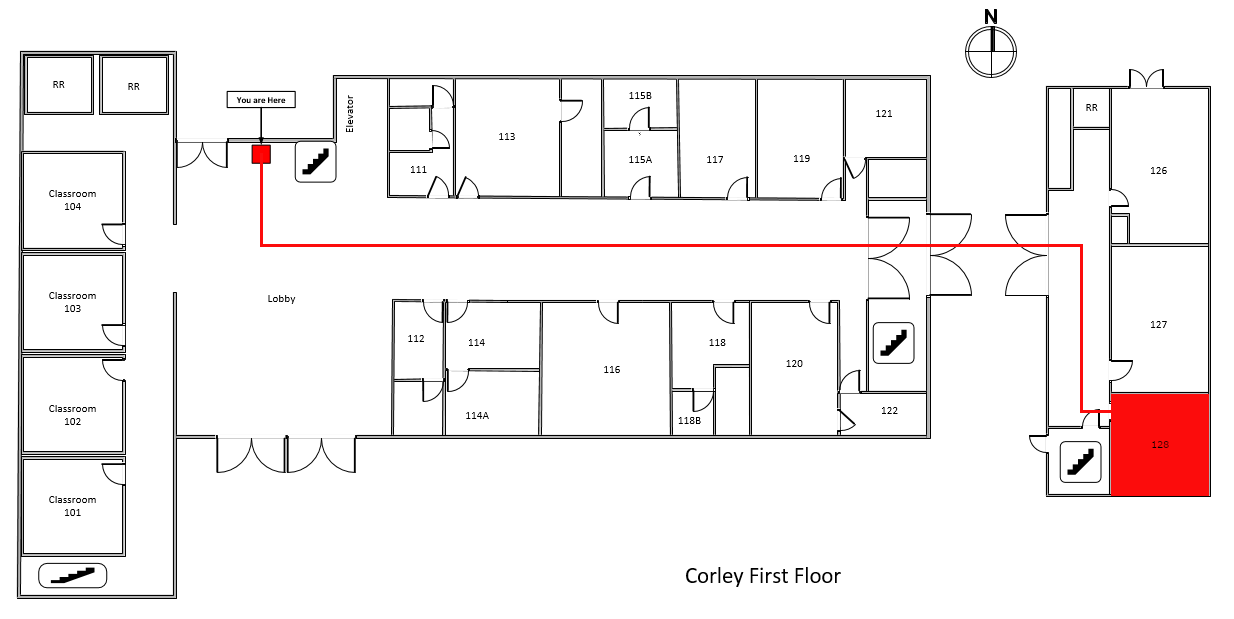 N
RR
RR
You are Here
Elevator
115B
RR
121
113
126
115A
117
119
111
Classroom
104
Classroom
103
Lobby
127
112
114
118
116
120
Classroom
102
114A
118B
122
128
Classroom
101
Corley First Floor